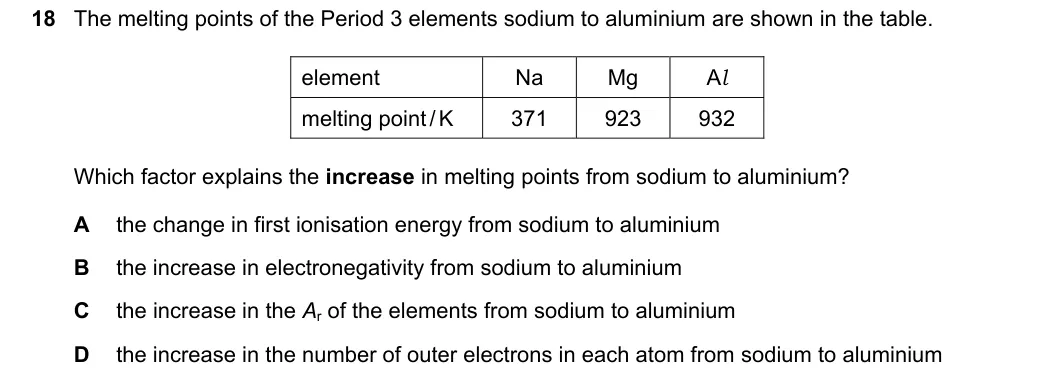 18 The melting points of the Period 3 elements sodium to aluminium are shown in the table.
element Na Mg Al
melting point / K 371 923 932
Which factor explains the increase in melting points from sodium to aluminium?
A the change in first ionisation energy from sodium to aluminium
B the increase in electronegativity from sodium to aluminium
C the increase in the Ar of the elements from sodium to aluminium
D the increase in the number of outer electrons in each atom from sodium to aluminium